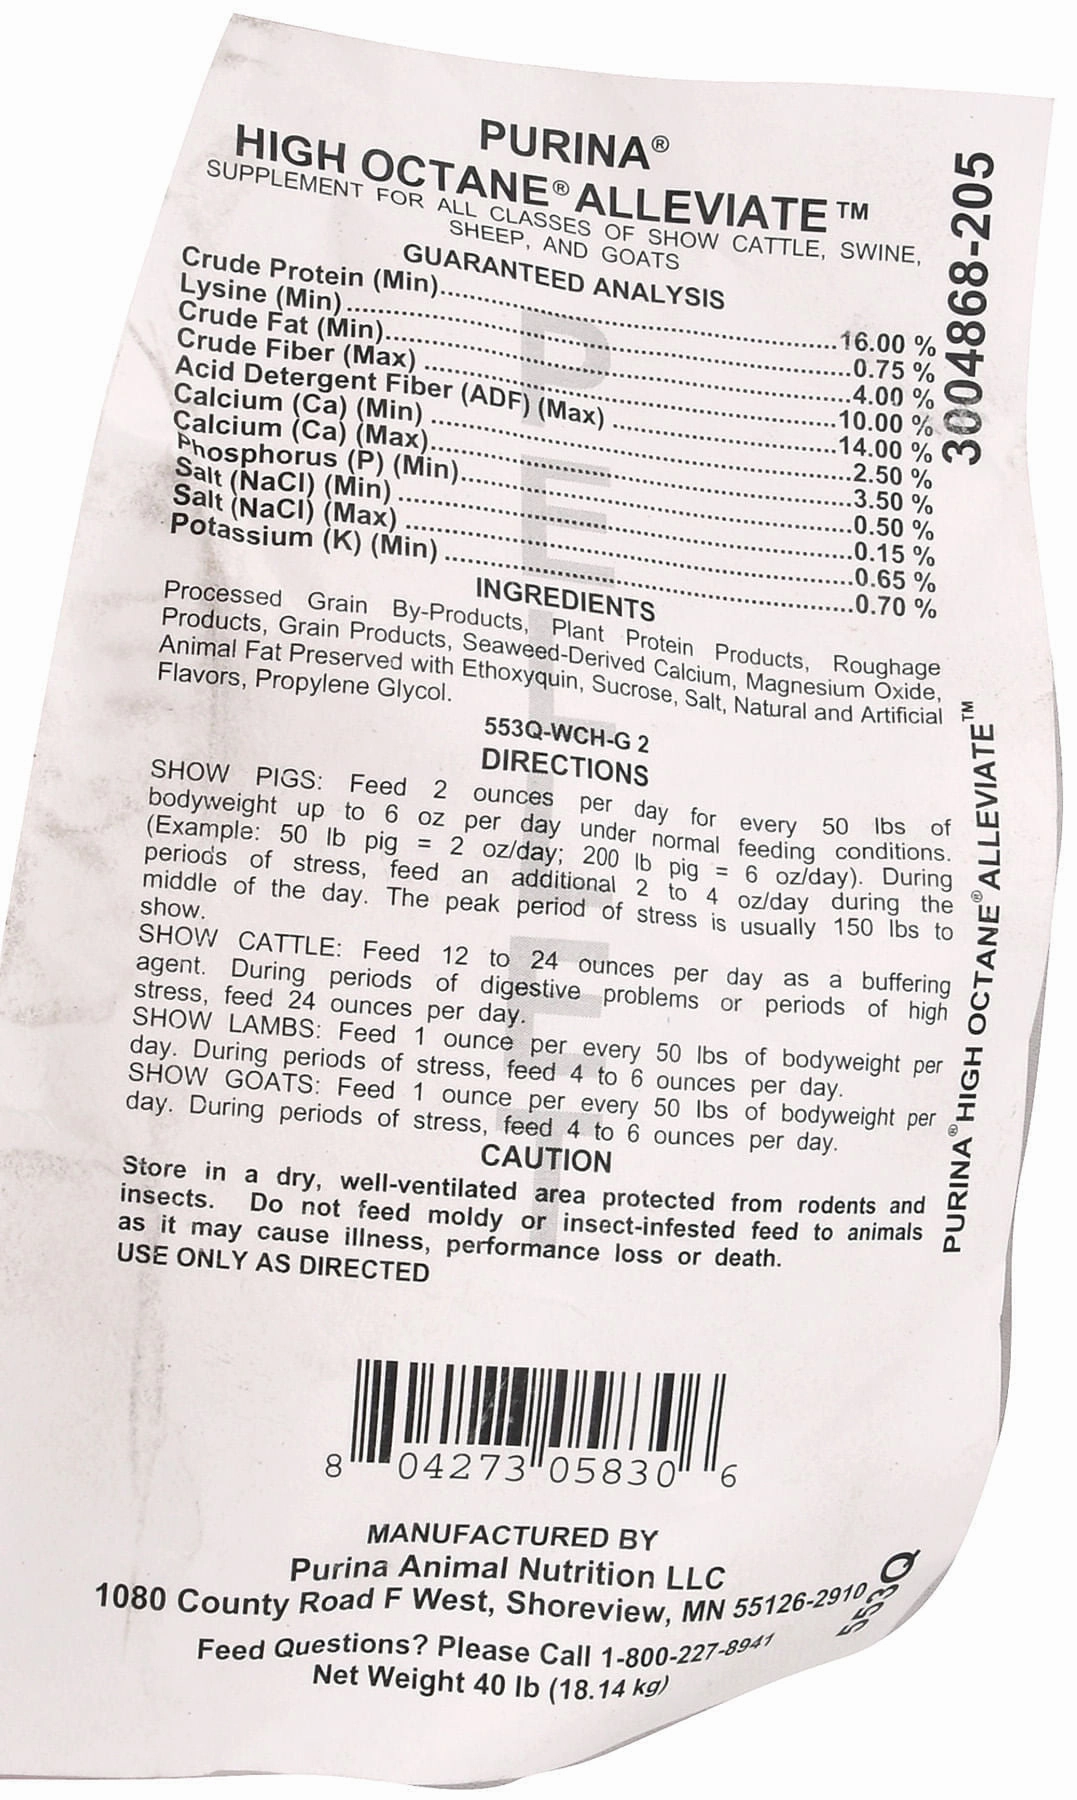 PURINA®
HIGH OCTANE® ALLEVIATE™
SUPPLEMENT FOR ALL CLASSES OF SHOW CATTLE, SWINE,
SHEEP, AND GOATS
GUARANTEED ANALYSIS
Crude Protein (Min)..........16.00 %
Lysine (Min)..........0.75 %
Crude Fat (Min)..........4.00 %
Crude Fiber (Max)..........10.00 %
Acid Detergent Fiber (ADF) (Max)..........14.00 %
Calcium (Ca) (Min)..........2.50 %
Calcium (Ca) (Max)..........3.50 %
Phosphorus (P) (Min)..........0.50 %
Salt (NaCl) (Min)..........0.15 %
Salt (NaCl) (Max)..........0.65 %
Potassium (K) (Min)..........0.70 %
INGREDIENTS
Processed Grain By-Products, Plant Protein Products, Roughage
Products, Grain Products, Seaweed-Derived Calcium, Magnesium Oxide,
Animal Fat Preserved with Ethoxyquin, Sucrose, Salt, Natural and Artificial
Flavors, Propylene Glycol.
553Q-WCH-G 2
DIRECTIONS
SHOW PIGS: Feed 2 ounces per day for every 50 lbs of
bodyweight up to 6 oz per day under normal feeding conditions.
(Example: 50 lb pig = 2 oz/day; 200 lb pig = 6 oz/day). During
periods of stress, feed an additional 2 to 4 oz/day during the
middle of the day. The peak period of stress is usually 150 lbs to
show.
SHOW CATTLE: Feed 12 to 24 ounces per day as a buffering
agent. During periods of digestive problems or periods of high
stress, feed 24 ounces per day.
SHOW LAMBS: Feed 1 ounce per every 50 lbs of bodyweight per
day. During periods of stress, feed 4 to 6 ounces per day.
SHOW GOATS: Feed 1 ounce per every 50 lbs of bodyweight per
day. During periods of stress, feed 4 to 6 ounces per day.
CAUTION
Store in a dry, well-ventilated area protected from rodents and
insects. Do not feed moldy or insect-infested feed to animals
as it may cause illness, performance loss or death.
USE ONLY AS DIRECTED
8 04273 05830 6
MANUFACTURED BY
Purina Animal Nutrition LLC
1080 County Road F West, Shoreview, MN 55126-2910
Feed Questions? Please Call 1-800-227-8941
Net Weight 40 lb (18.14 kg)
3004868-205
PURINA® HIGH OCTANE® ALLEVIATE™
553Q
PELLET